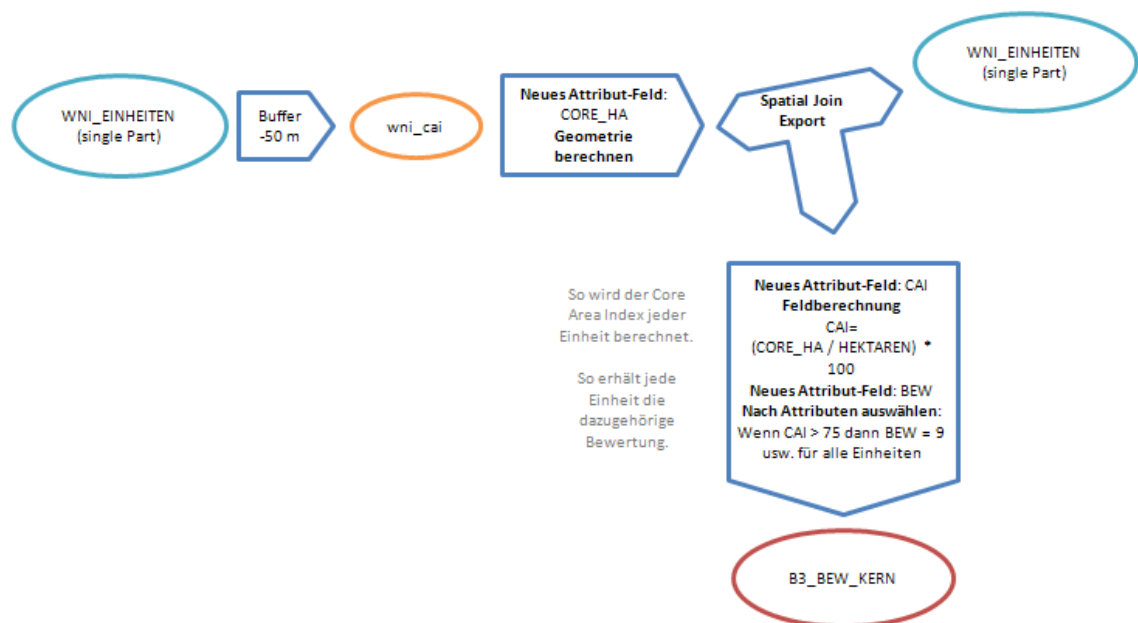 WNI_EINHEITEN
(single Part)
Buffer
-50 m
wni_cai
Neues Attribut-Feld:
CORE_HA
Geometrie
berechnen
Spatial Join
Export
WNI_EINHEITEN
(single Part)
So wird der Core
Area Index jeder
Einheit berechnet.
So erhält jede
Einheit die
dazugehörige
Bewertung.
Neues Attribut-Feld: CAI
Feldberechnung
CAI=
(CORE_HA / HEKTAREN) *
100
Neues Attribut-Feld: BEW
Nach Attributen auswählen:
Wenn CAI > 75 dann BEW = 9
usw. für alle Einheiten
B3_BEW_KERN